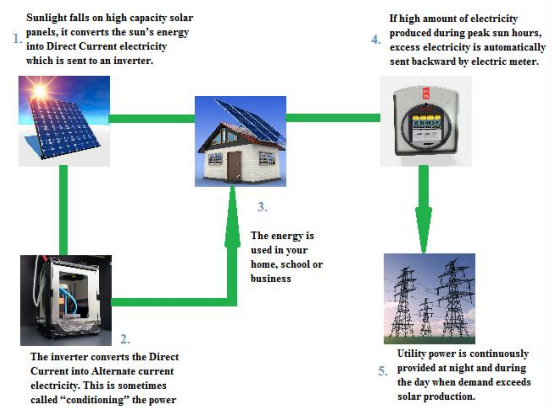 1.
Sunlight falls on high capacity solar
panels, it converts the sun's energy
into Direct Current electricity
which is sent to an inverter.
2.
The inverter converts the Direct
Current into Alternate current
electricity. This is sometimes
called “conditioning” the power
3.
The energy is
used in your
home, school or
business
4.
If high amount of electricity
produced during peak sun hours,
excess electricity is automatically
sent backward by electric meter.
5.
Utility power is continuously
provided at night and during
the day when demand exceeds
solar production.